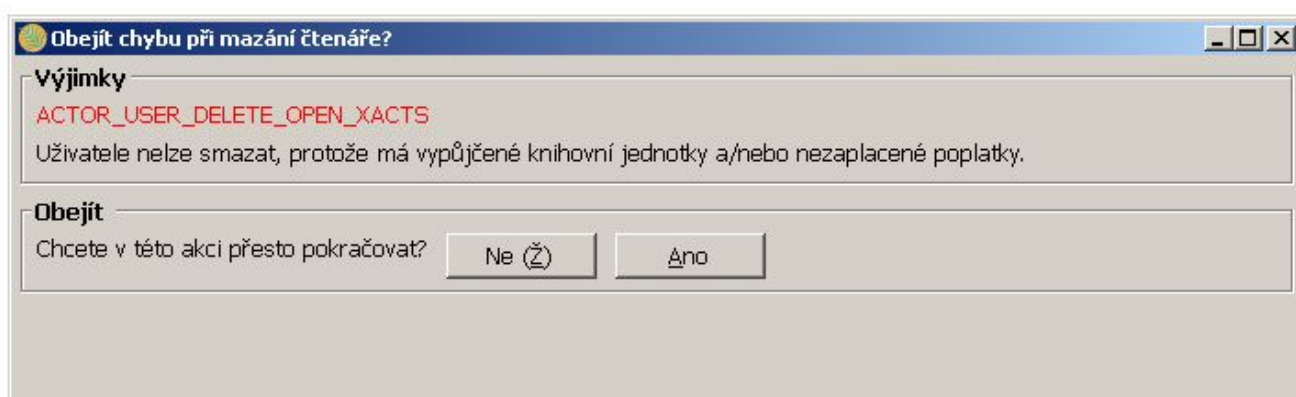 Obejít chybu při mazání čtenáře?
Výjimky
ACTOR_USER_DELETE_OPEN_XACTS
Uživatele nelze smazat, protože má vypůjčené knihovní jednotky a/nebo nezaplacené poplatky.
Obejít
Chcete v této akci přesto pokračovat? Ne (Ž) Ano